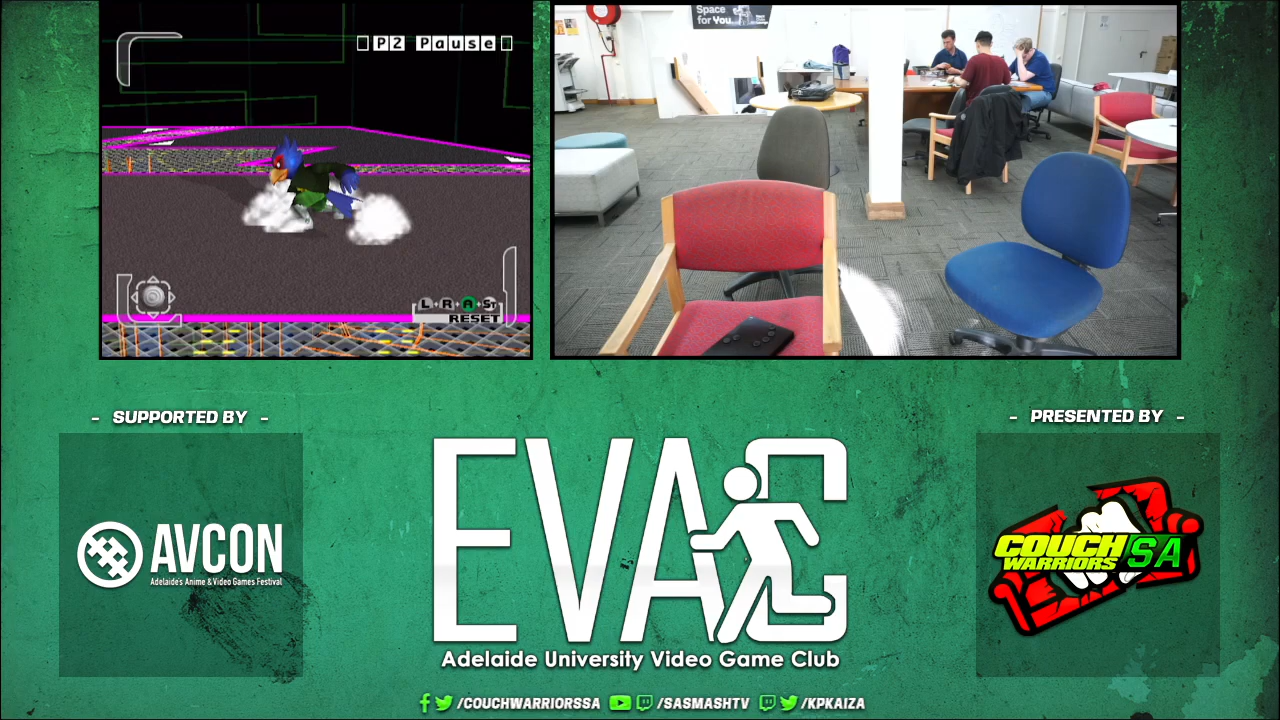 P2 Pause
L+R+A+St
RESET
Space
for You.
- SUPPORTED BY -
AVCON
Adelaide's Anime & Video Games Festival
EVAC
Adelaide University Video Game Club
- PRESENTED BY -
COUCH
WARRIORS
SA
/COUCHWARRIORSSA /SASMASHTV /KPKAIZA